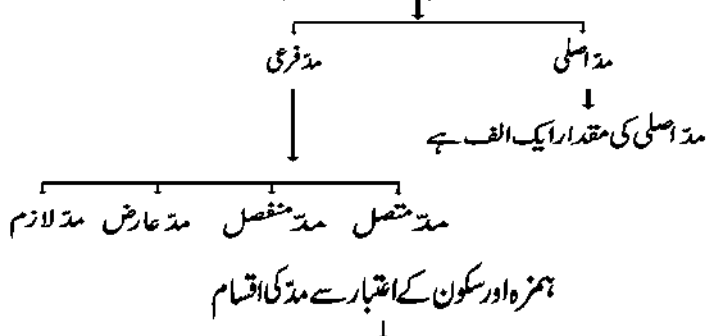 مدّ اصلی مدّ فرعی
مدّ اصلی کی مقدار ایک الف ہے
مدّ متصل مدّ منفصل مدّ عارض مدّ لازم
ہمزہ اور سکون کے اعتبار سے مدّ کی اقسام